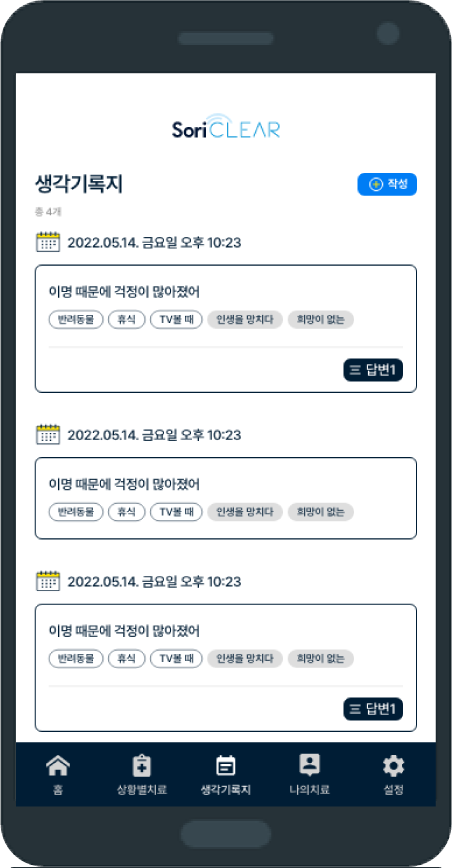 SoriCLEAR
생각기록지
작성
총 4개
2022.05.14. 금요일 오후 10:23
이명 때문에 걱정이 많아졌어
반려동물 휴식 TV볼 때 인생을 망치다 희망이 없는
답변1
2022.05.14. 금요일 오후 10:23
이명 때문에 걱정이 많아졌어
반려동물 휴식 TV볼 때 인생을 망치다 희망이 없는
2022.05.14. 금요일 오후 10:23
이명 때문에 걱정이 많아졌어
반려동물 휴식 TV볼 때 인생을 망치다 희망이 없는
답변1
홈 상황별치료 생각기록지 나의치료 설정